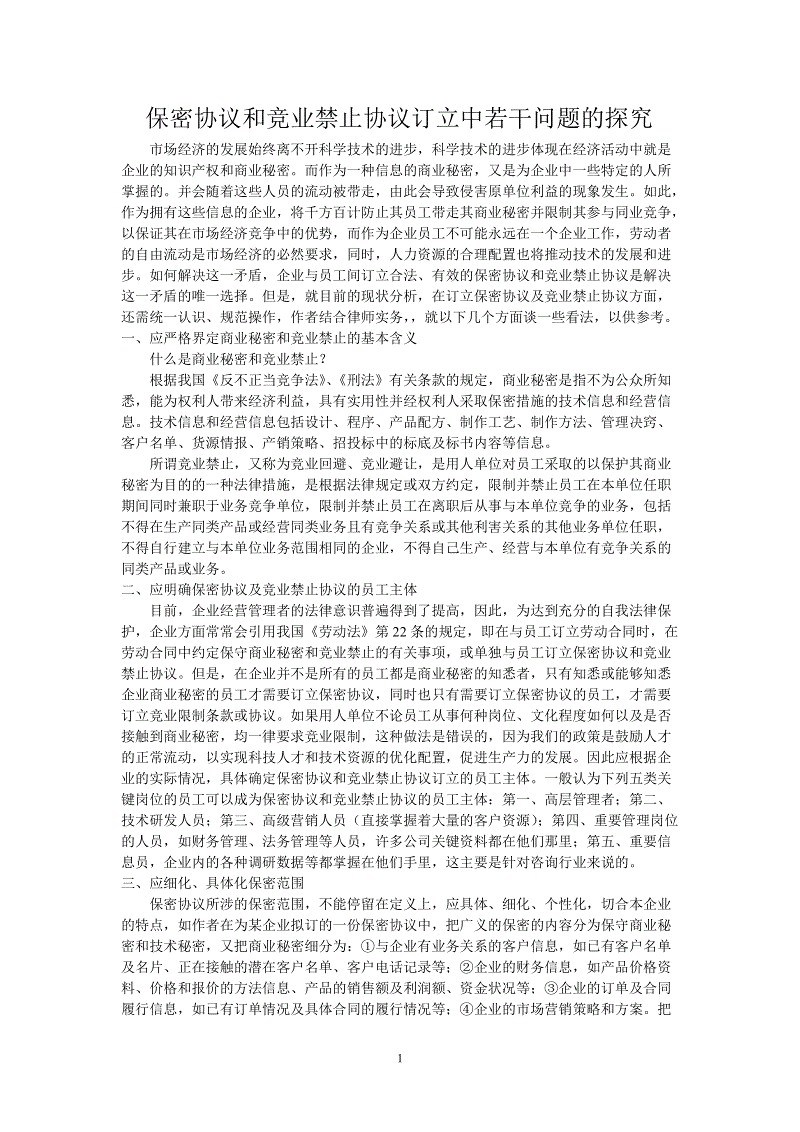 保密协议和竞业禁止协议订立中若干问题的探究
市场经济的发展始终离不开科学技术的进步，科学技术的进步体现在经济活动中就是
企业的知识产权和商业秘密。而作为一种信息的商业秘密，又是为企业中一些特定的人所
掌握的。并会随着这些人员的流动被带走，由此会导致侵害原单位利益的现象发生。如此，
作为拥有这些信息的企业，将千方百计防止其员工带走其商业秘密并限制其参与同业竞争，
以保证其在市场经济竞争中的优势，而作为企业员工不可能永远在一个企业工作，劳动者
的自由流动是市场经济的必然要求，同时，人力资源的合理配置也将推动技术的发展和进
步。如何解决这一矛盾，企业与员工间订立合法、有效的保密协议和竞业禁止协议是解决
这一矛盾的唯一选择。但是，就目前的现状分析，在订立保密协议及竞业禁止协议方面，
还需统一认识、规范操作，作者结合律师实务，，就以下几个方面谈一些看法，以供参考。
一、应严格界定商业秘密和竞业禁止的基本含义
什么是商业秘密和竞业禁止？
根据我国《反不正当竞争法》、《刑法》有关条款的规定，商业秘密是指不为公众所知
悉，能为权利人带来经济利益，具有实用性并经权利人采取保密措施的技术信息和经营信
息。技术信息和经营信息包括设计、程序、产品配方、制作工艺、制作方法、管理决窍、
客户名单、货源情报、产销策略、招投标中的标底及标书内容等信息。
所谓竞业禁止，又称为竞业回避、竞业避让，是用人单位对员工采取的以保护其商业
秘密为目的的一种法律措施，是根据法律规定或双方约定，限制并禁止员工在本单位任职
期间同时兼职于业务竞争单位，限制并禁止员工在离职后从事与本单位竞争的业务，包括
不得在生产同类产品或经营同类业务且有竞争关系或其他利害关系的其他业务单位任职，
不得自行建立与本单位业务范围相同的企业，不得自己生产、经营与本单位有竞争关系的
同类产品或业务。
二、应明确保密协议及竞业禁止协议的员工主体
目前，企业经营管理者的法律意识普遍得到了提高，因此，为达到充分的自我法律保
护，企业方面常常会引用我国《劳动法》第 22 条的规定，即在与员工订立劳动合同时，在
劳动合同中约定保守商业秘密和竞业禁止的有关事项，或单独与员工订立保密协议和竞业
禁止协议。但是，在企业并不是所有的员工都是商业秘密的知悉者，只有知悉或能够知悉
企业商业秘密的员工才需要订立保密协议，同时也只有需要订立保密协议的员工，才需要
订立竞业限制条款或协议。如果用人单位不论员工从事何种岗位、文化程度如何以及是否
接触到商业秘密，均一律要求竞业限制，这种做法是错误的，因为我们的政策是鼓励人才
的正常流动，以实现科技人才和技术资源的优化配置，促进生产力的发展。因此应根据企
业的实际情况，具体确定保密协议和竞业禁止协议订立的员工主体。一般认为下列五类关
键岗位的员工可以成为保密协议和竞业禁止协议的员工主体：第一、高层管理者；第二、
技术研发人员；第三、高级营销人员（直接掌握着大量的客户资源）；第四、重要管理岗位
的人员，如财务管理、法务管理等人员，许多公司关键资料都在他们那里；第五、重要信
息员，企业内的各种调研数据等都掌握在他们手里，这主要是针对咨询行业来说的。
三、应细化、具体化保密范围
保密协议所涉的保密范围，不能停留在定义上，应具体、细化、个性化，切合本企业
的特点，如作者在为某企业拟订的一份保密协议中，把广义的保密的内容分为保守商业秘
密和技术秘密，又把商业秘密细分为：①与企业有业务关系的客户信息，如已有客户名单
及名片、正在接触的潜在客户名单、客户电话记录等；②企业的财务信息，如产品价格资
料、价格和报价的方法信息、产品的销售额及利润额、资金状况等；③企业的订单及合同
履行信息，如已有订单情况及具体合同的履行情况等；④企业的市场营销策略和方案。把
1